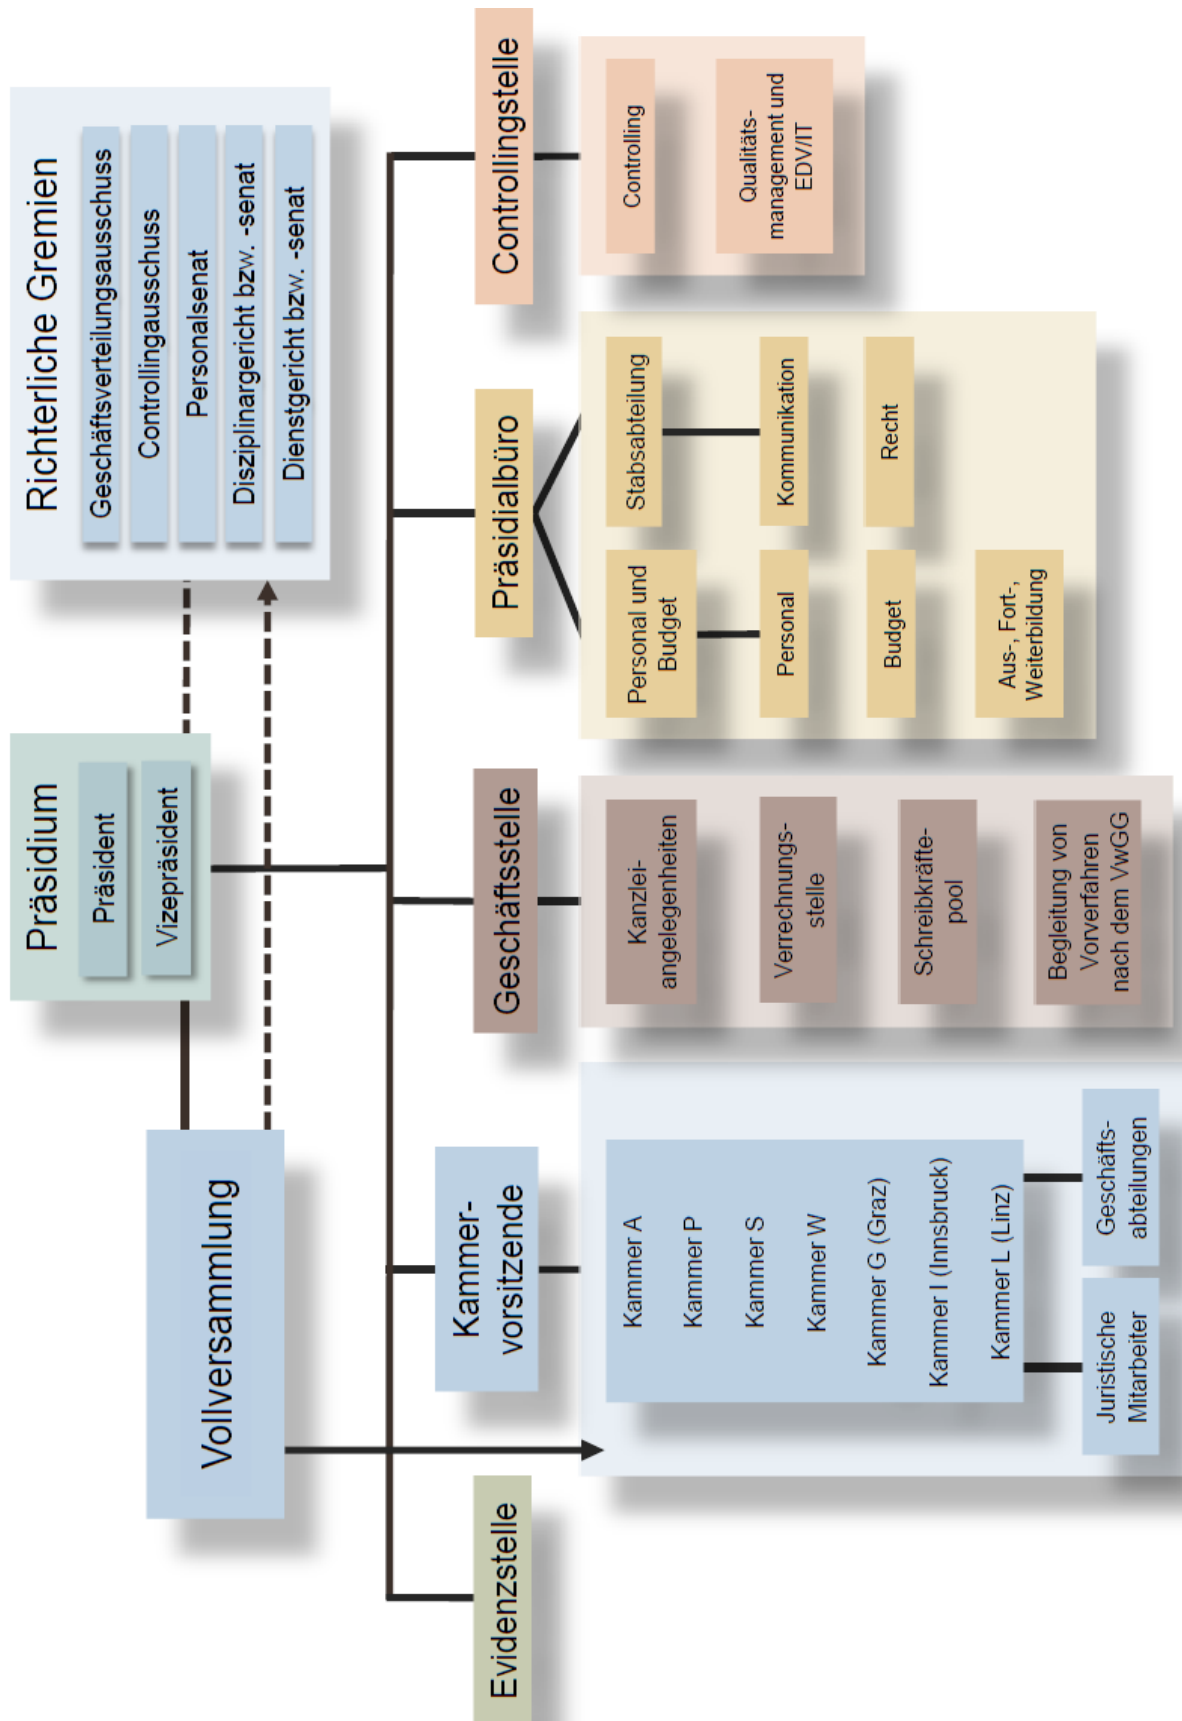 Vollversammlung
Präsidium
Präsident
Vizepräsident
Richterliche Gremien
Geschäftsverteilungsausschuss
Controllingausschuss
Personalsenat
Disziplinargericht bzw. -senat
Dienstgericht bzw. -senat
Evidenzstelle
Kammer-
vorsitzende
Kammer A
Kammer P
Kammer S
Kammer W
Kammer G (Graz)
Kammer I (Innsbruck)
Kammer L (Linz)
Juristische
Mitarbeiter
Geschäfts-
abteilungen
Geschäftsstelle
Kanzlei-
angelegenheiten
Verrechnungs-
stelle
Schreibkräfte-
pool
Begleitung von
Vorverfahren
nach dem VwGG
Präsidialbüro
Personal und
Budget
Personal
Budget
Aus-, Fort-,
Weiterbildung
Stabsabteilung
Kommunikation
Recht
Controllingstelle
Controlling
Qualitäts-
management und
EDV/IT